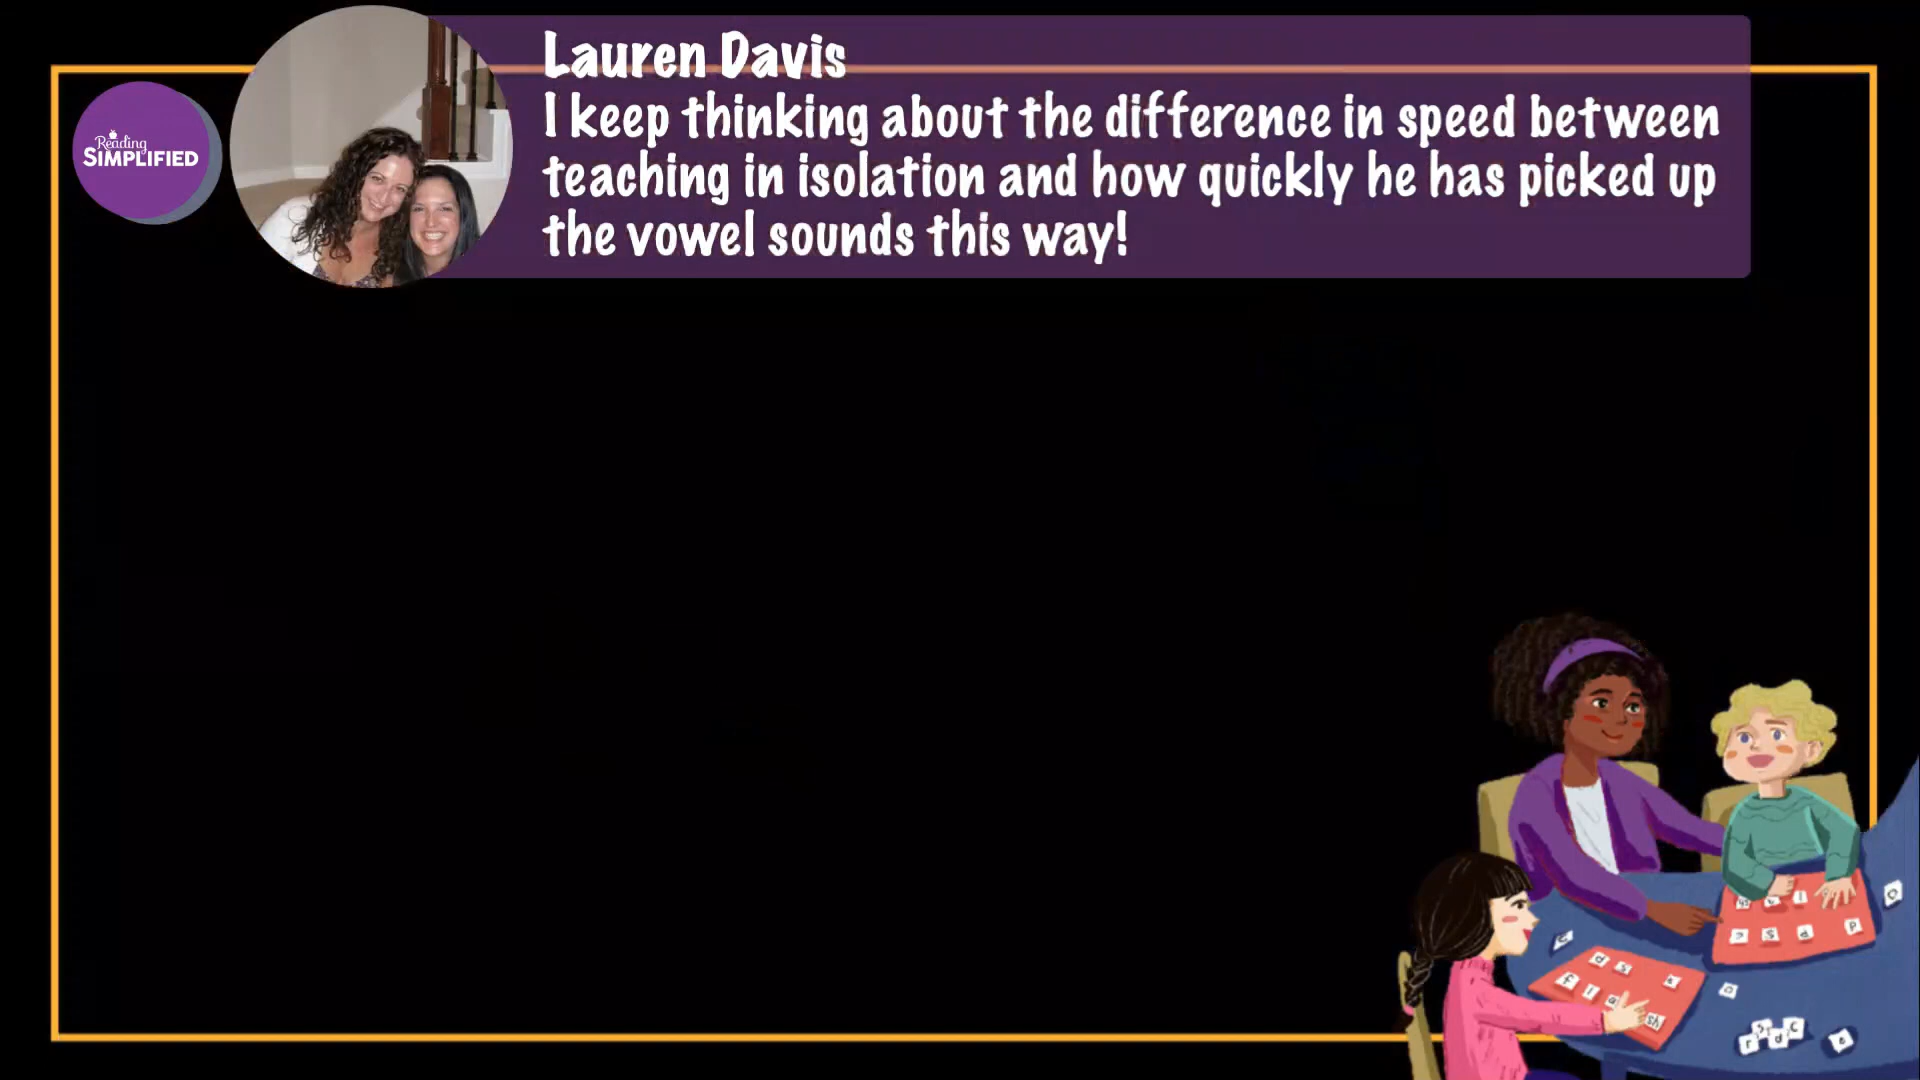 Lauren Davis
I keep thinking about the difference in speed between
teaching in isolation and how quickly he has picked up
the vowel sounds this way!
Reading
SIMPLIFIED